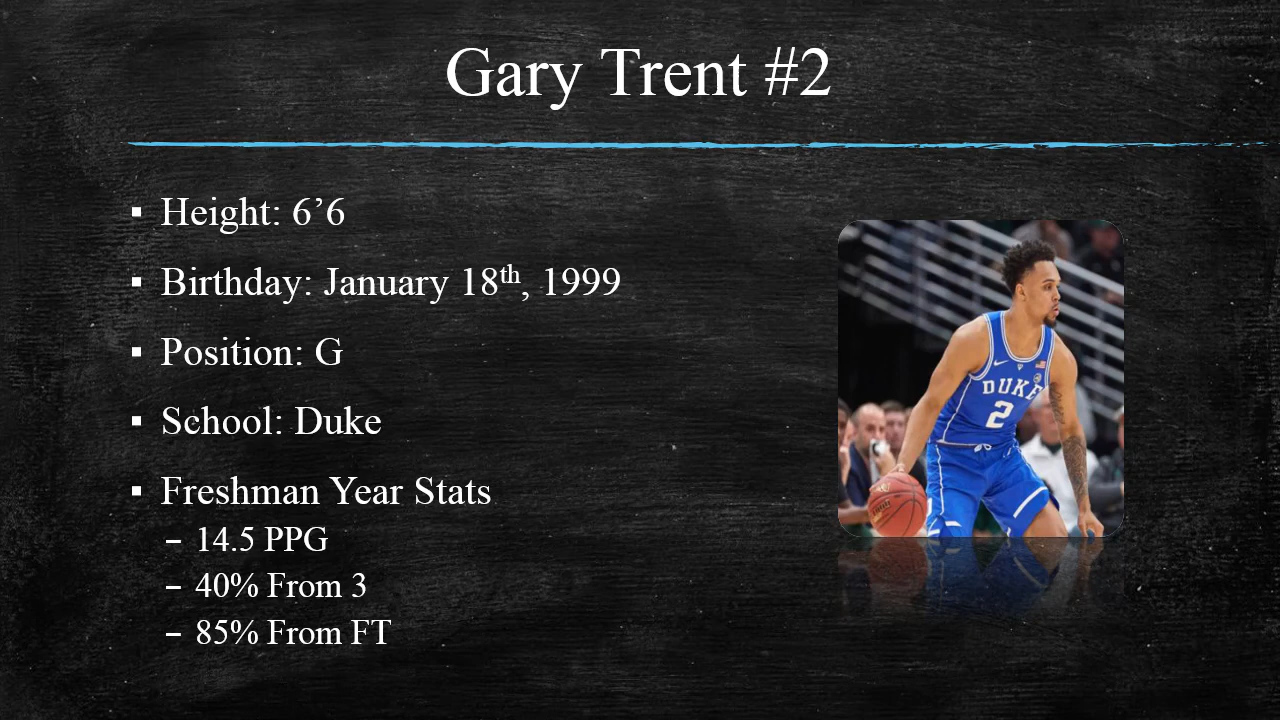 Gary Trent #2
▪ Height: 6’6
▪ Birthday: January 18th, 1999
▪ Position: G
▪ School: Duke
▪ Freshman Year Stats
– 14.5 PPG
– 40% From 3
– 85% From FT
DUKE
2